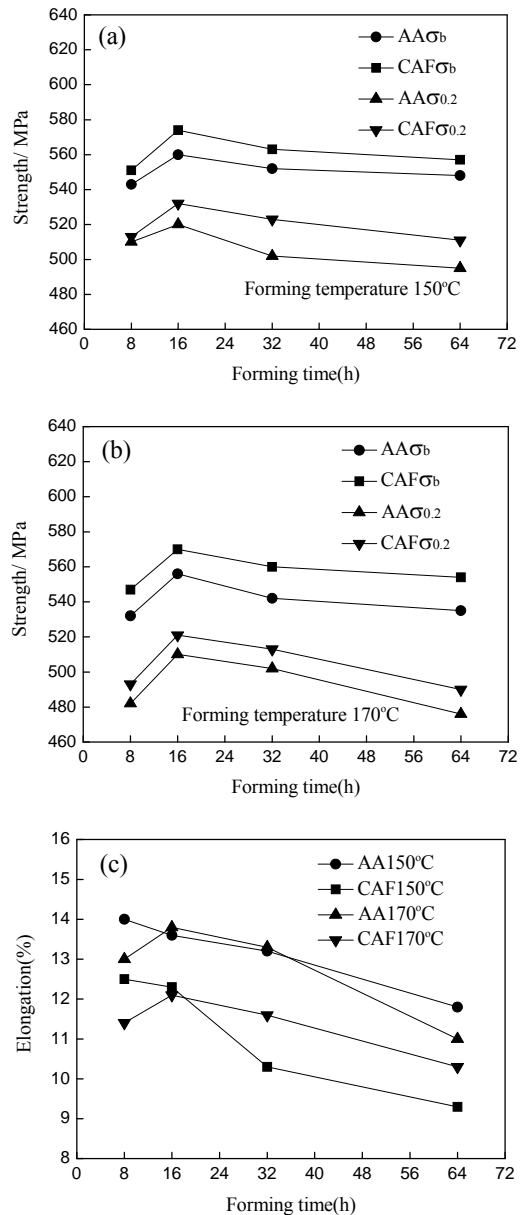 (a)
AAσb
CAFσb
AAσ0.2
CAFσ0.2
640
620
600
580
560
540
520
500
480
460
Strength/ MPa
Forming temperature 150°C
0 8 16 24 32 40 48 56 64 72
Forming time(h)
(b)
AAσb
CAFσb
AAσ0.2
CAFσ0.2
640
620
600
580
560
540
520
500
480
460
Strength/ MPa
Forming temperature 170°C
0 8 16 24 32 40 48 56 64 72
Forming time(h)
(c)
AA150°C
CAF150°C
AA170°C
CAF170°C
16
15
14
13
12
11
10
9
8
Elongation(%)
0 8 16 24 32 40 48 56 64 72
Forming time(h)